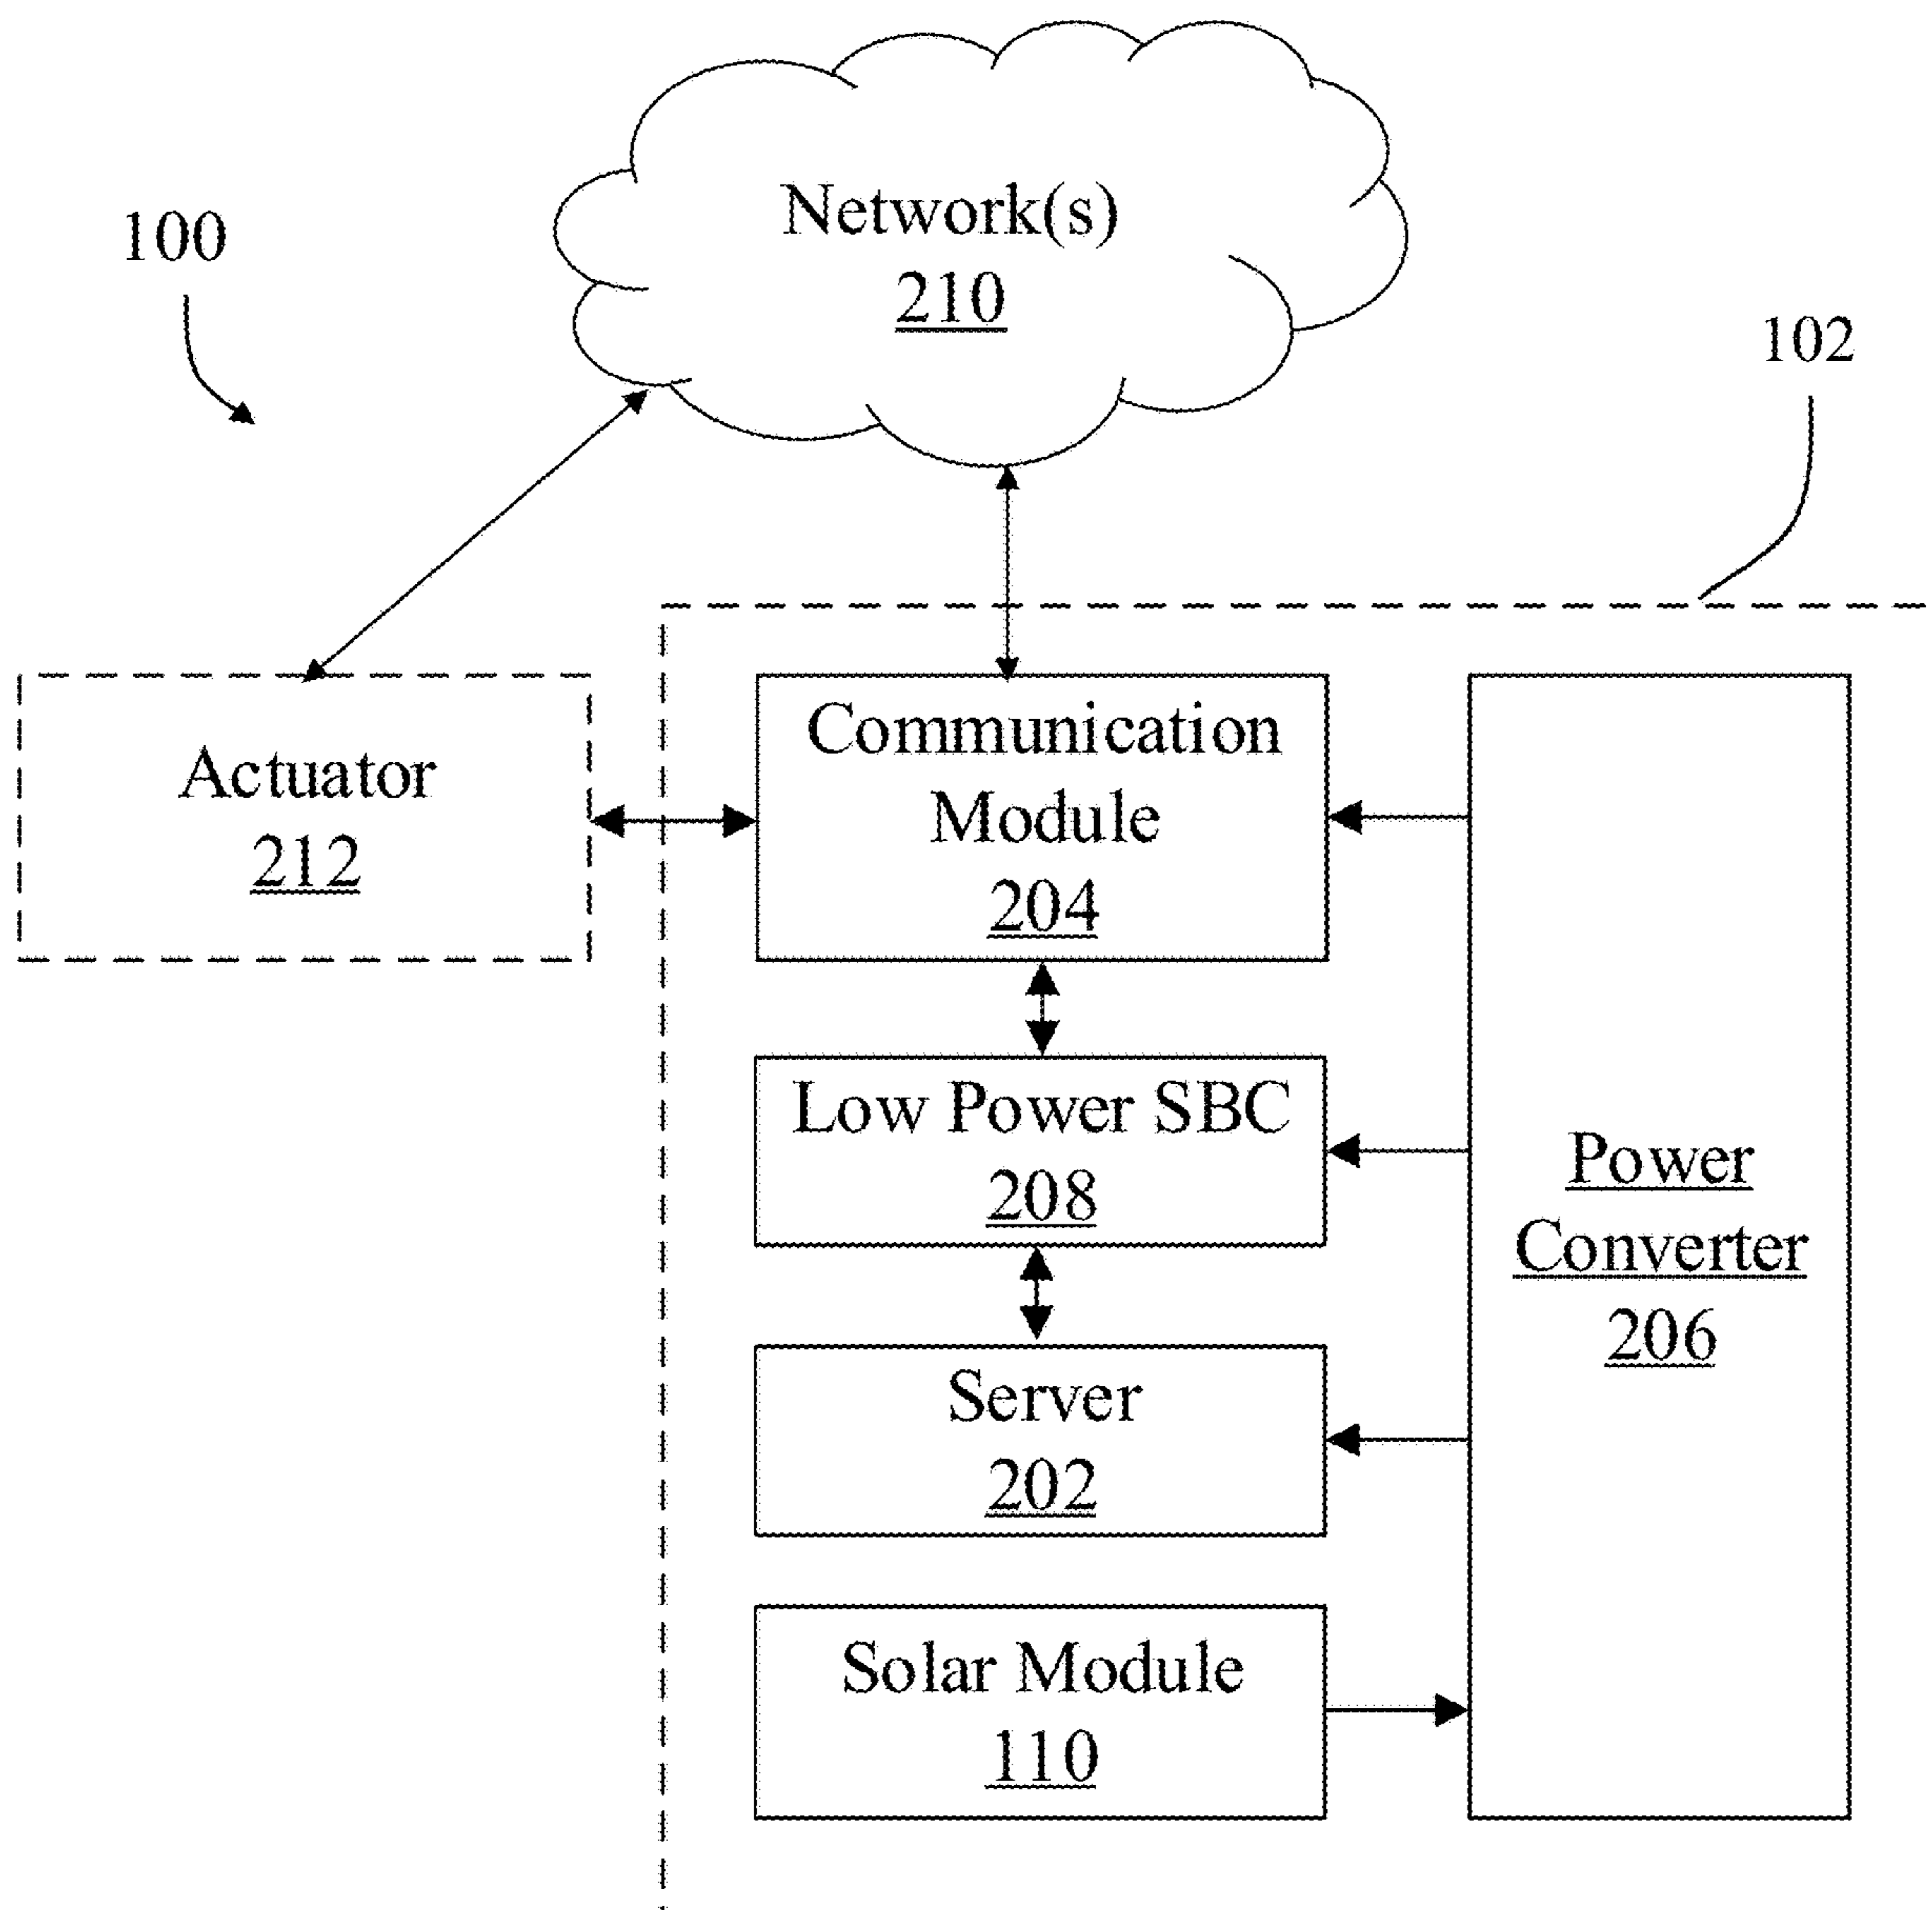 Network(s)
210
100
102
Actuator
212
Communication
Module
204
Low Power SBC
208
Power
Converter
206
Server
202
Solar Module
110